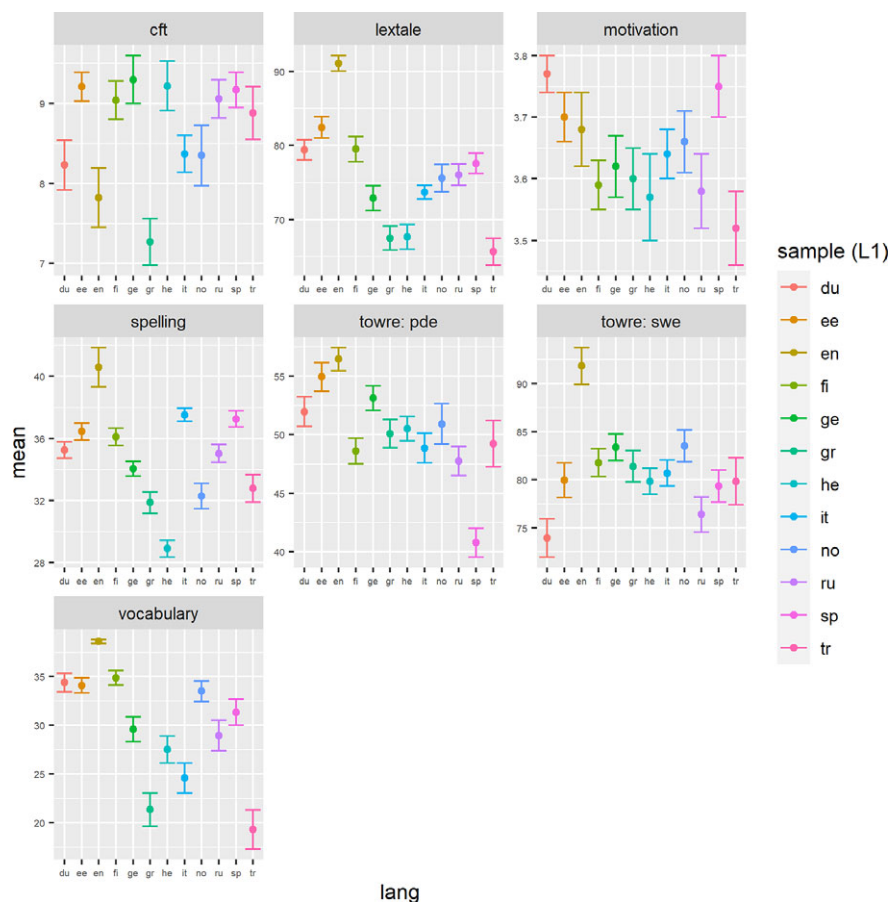 cft
lextale
motivation
9
8
7
90
80
70
3.8
3.7
3.6
3.5
du ee en fi ge gr he it no ru sp tr
du ee en fi ge gr he it no ru sp tr
du ee en fi ge gr he it no ru sp tr
spelling
towre: pde
towre: swe
40
36
32
28
55
50
45
40
90
85
80
75
du ee en fi ge gr he it no ru sp tr
du ee en fi ge gr he it no ru sp tr
du ee en fi ge gr he it no ru sp tr
vocabulary
35
30
25
20
du ee en fi ge gr he it no ru sp tr
mean
lang
sample (L1)
du
ee
en
fi
ge
gr
he
it
no
ru
sp
tr